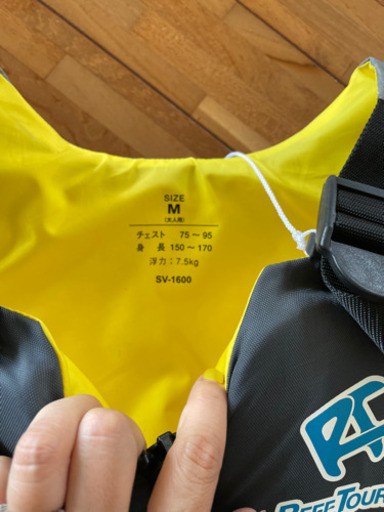 SIZE
M
(大人用)
チェスト 75～95
身 長 150～170
浮力：7.5kg
SV-1600
REEF TOUR